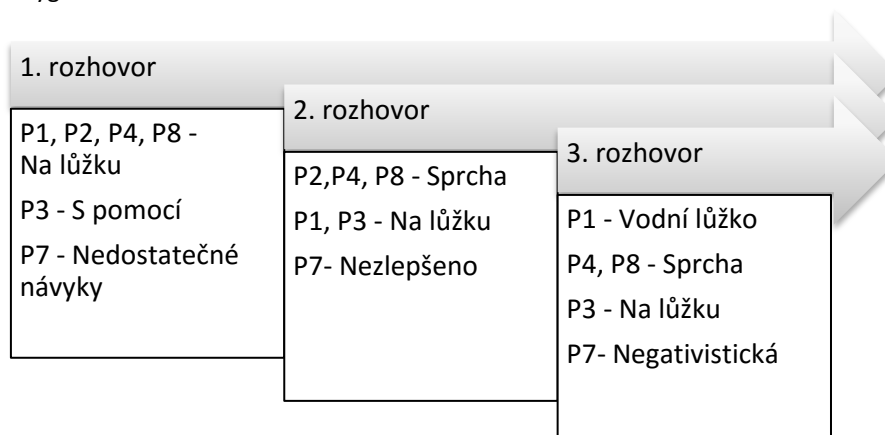 1. rozhovor
P1, P2, P4, P8 -
Na lůžku
P3 - S pomocí
P7 - Nedostatečné
návyky
2. rozhovor
P2,P4, P8 - Sprcha
P1, P3 - Na lůžku
P7- Nezlepšeno
3. rozhovor
P1 - Vodní lůžko
P4, P8 - Sprcha
P3 - Na lůžku
P7- Negativistická